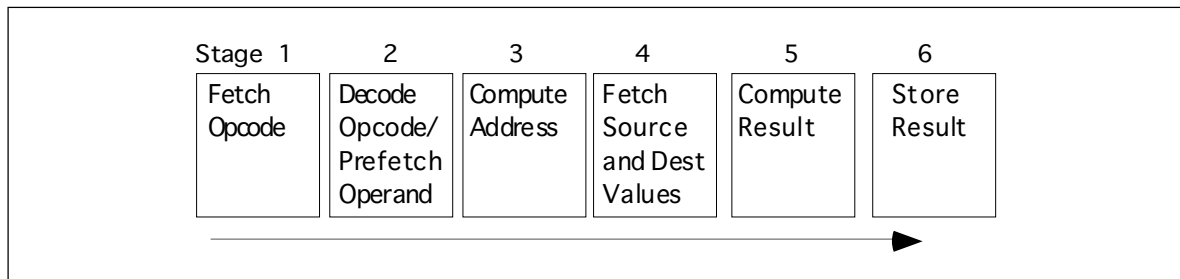 Stage 1 2 3 4 5 6
Fetch
Opcode
Decode
Opcode/
Prefetch
Operand
Compute
Address
Fetch
Source
and Dest
Values
Compute
Result
Store
Result